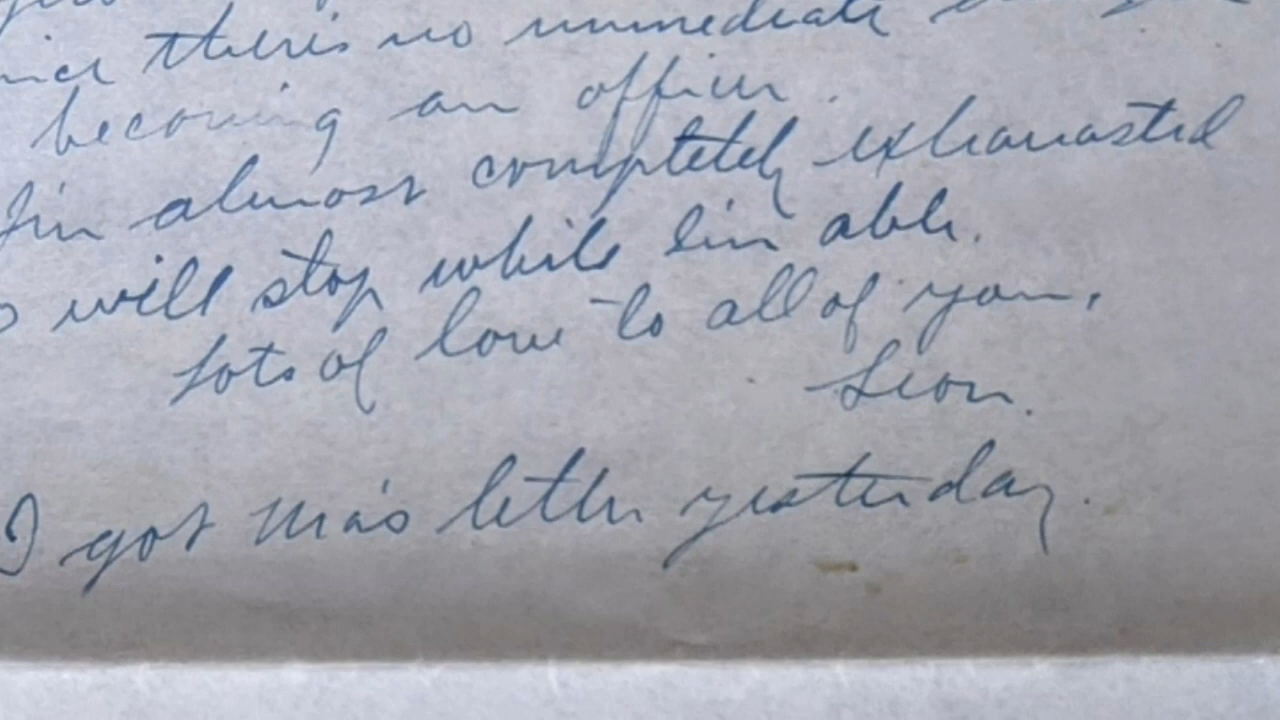 there's no immediate
becoming an officer.
I'm almost completely exhausted
will stop while I'm able.
Lots of love to all of you,
Leon.
I got Ma's letter yesterday.